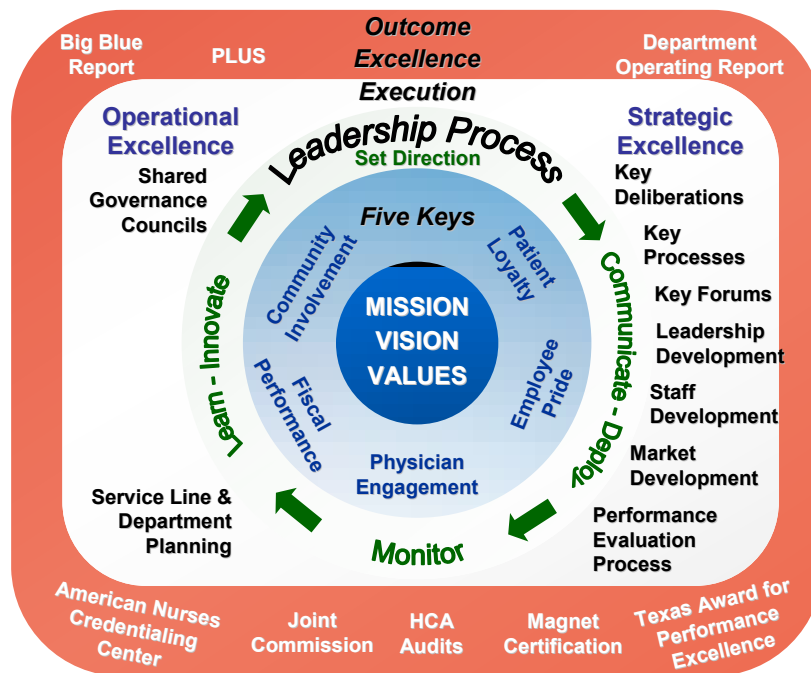 Big Blue
Report
PLUS
Outcome
Excellence
Execution
Department
Operating Report
Operational
Excellence
Strategic
Excellence
Leadership Process
Set Direction
Shared
Governance
Councils
Key
Deliberations
Key
Processes
Key Forums
Leadership
Development
Staff
Development
Market
Development
Performance
Evaluation
Process
Five Keys
Community
Involvement
Patient
Loyalty
MISSION
VISION
VALUES
Employee
Pride
Fiscal
Performance
Physician
Engagement
Communicate - Deploy
Learn - Innovate
Monitor
Service Line &
Department
Planning
American Nurses
Credentialing
Center
Joint
Commission
HCA
Audits
Magnet
Certification
Texas Award for
Performance
Excellence